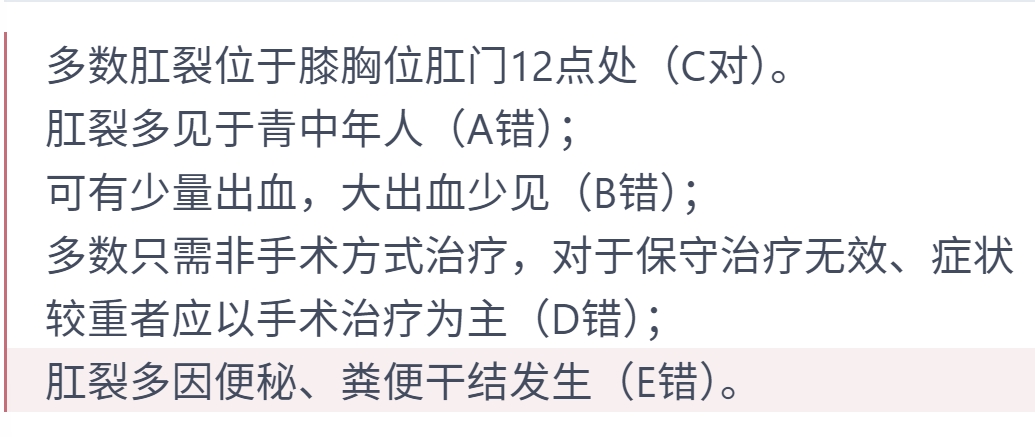 多数肛裂位于膝胸位肛门12点处（C对）。
肛裂多见于青中年人（A错）；
可有少量出血，大出血少见（B错）；
多数只需非手术方式治疗，对于保守治疗无效、症状
较重者应以手术治疗为主（D错）；
肛裂多因便秘、粪便干结发生（E错）。